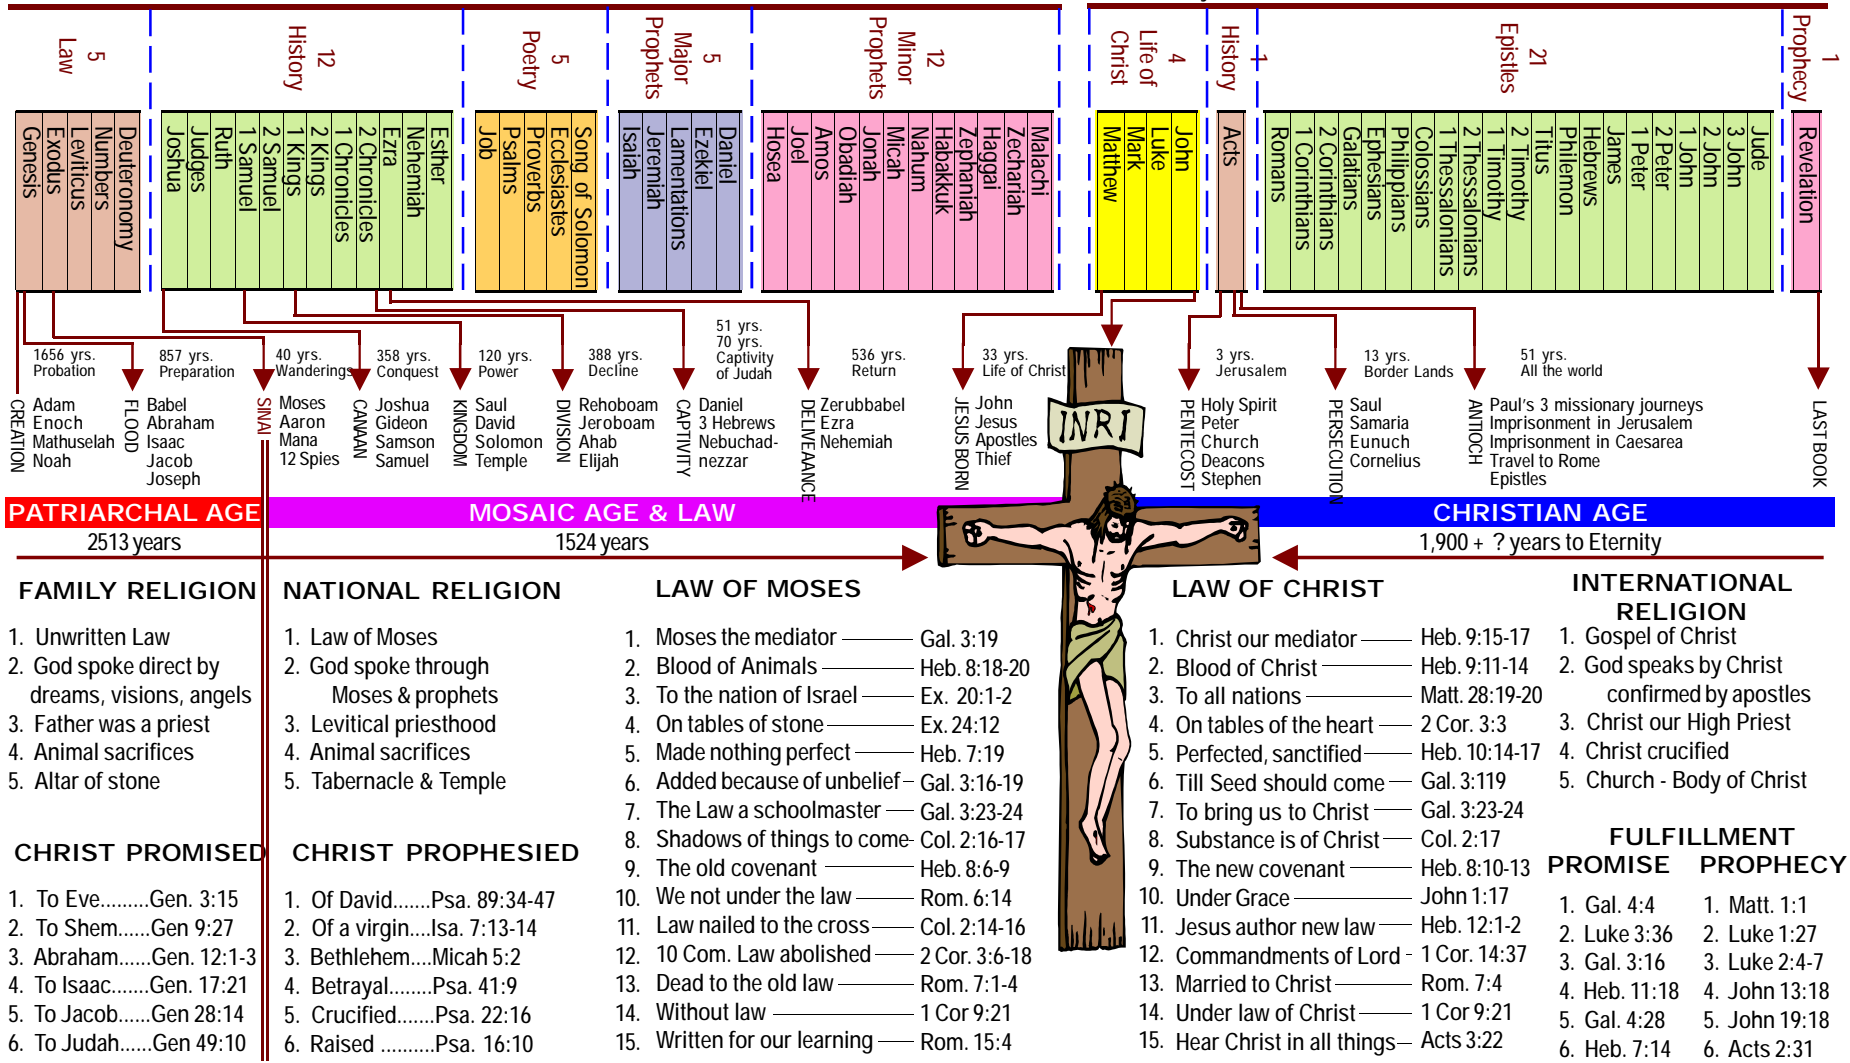 5
Law
12
History
5
Poetry
5
Major
Prophets
12
Minor
Prophets
4
Life of
Christ
1
History
21
Epistles
1
Prophecy
Genesis
Exodus
Leviticus
Numbers
Deuteronomy
Joshua
Judges
Ruth
1 Samuel
2 Samuel
1 Kings
2 Kings
1 Chronicles
2 Chronicles
Ezra
Nehemiah
Esther
Job
Psalms
Proverbs
Ecclesiastes
Song of Solomon
Isaiah
Jeremiah
Lamentations
Ezekiel
Daniel
Hosea
Joel
Amos
Obadiah
Jonah
Micah
Nahum
Habakkuk
Zephaniah
Haggai
Zechariah
Malachi
Matthew
Mark
Luke
John
Acts
Romans
1 Corinthians
2 Corinthians
Galatians
Ephesians
Philippians
Colossians
1 Thessalonians
2 Thessalonians
1 Timothy
2 Timothy
Titus
Philemon
Hebrews
James
1 Peter
2 Peter
1 John
2 John
3 John
Jude
Revelation
1656 yrs.
Probation
857 yrs.
Preparation
40 yrs.
Wanderings
358 yrs.
Conquest
120 yrs.
Power
388 yrs.
Decline
51 yrs.
70 yrs.
Captivity
of Judah
536 yrs.
Return
33 yrs.
Life of Christ
3 yrs.
Jerusalem
13 yrs.
Border Lands
51 yrs.
All the world
CREATION
Adam
Enoch
Mathuselah
Noah
FLOOD
Babel
Abraham
Isaac
Jacob
Joseph
SINAI
Moses
Aaron
Mana
12 Spies
CANAAN
Joshua
Gideon
Samson
Samuel
KINGDOM
Saul
David
Solomon
Temple
DIVISION
Rehoboam
Jeroboam
Ahab
Elijah
CAPTIVITY
Daniel
3 Hebrews
Nebuchad-
nezzar
DELIVEAANCE
Zerubbabel
Ezra
Nehemiah
JESUS BORN
John
Jesus
Apostles
Thief
INRI
PENTECOST
Holy Spirit
Peter
Church
Deacons
Stephen
PERSECUTION
Saul
Samaria
Eunuch
Cornelius
ANTIOCH
Paul's 3 missionary journeys
Imprisonment in Jerusalem
Imprisonment in Caesarea
Travel to Rome
Epistles
LAST BOOK
PATRIARCHAL AGE
MOSAIC AGE & LAW
CHRISTIAN AGE
2513 years
1524 years
1,900 + ? years to Eternity
FAMILY RELIGION
1. Unwritten Law
2. God spoke direct by
dreams, visions, angels
3. Father was a priest
4. Animal sacrifices
5. Altar of stone
CHRIST PROMISED
1. To Eve.........Gen. 3:15
2. To Shem......Gen 9:27
3. Abraham......Gen. 12:1-3
4. To Isaac.......Gen. 17:21
5. To Jacob......Gen 28:14
6. To Judah......Gen 49:10
NATIONAL RELIGION
1. Law of Moses
2. God spoke through
Moses & prophets
3. Levitical priesthood
4. Animal sacrifices
5. Tabernacle & Temple
CHRIST PROPHESIED
1. Of David.......Psa. 89:34-47
2. Of a virgin....Isa. 7:13-14
3. Bethlehem....Micah 5:2
4. Betrayal........Psa. 41:9
5. Crucified.......Psa. 22:16
6. Raised ..........Psa. 16:10
LAW OF MOSES
1. Moses the mediator Gal. 3:19
2. Blood of Animals Heb. 8:18-20
3. To the nation of Israel Ex. 20:1-2
4. On tables of stone Ex. 24:12
5. Made nothing perfect Heb. 7:19
6. Added because of unbelief Gal. 3:16-19
7. The Law a schoolmaster Gal. 3:23-24
8. Shadows of things to come Col. 2:16-17
9. The old covenant Heb. 8:6-9
10. We not under the law Rom. 6:14
11. Law nailed to the cross Col. 2:14-16
12. 10 Com. Law abolished 2 Cor. 3:6-18
13. Dead to the old law Rom. 7:1-4
14. Without law 1 Cor 9:21
15. Written for our learning Rom. 15:4
LAW OF CHRIST
1. Christ our mediator Heb. 9:15-17
2. Blood of Christ Heb. 9:11-14
3. To all nations Matt. 28:19-20
4. On tables of the heart 2 Cor. 3:3
5. Perfected, sanctified Heb. 10:14-17
6. Till Seed should come Gal. 3:119
7. To bring us to Christ Gal. 3:23-24
8. Substance is of Christ Col. 2:17
9. The new covenant Heb. 8:10-13
10. Under Grace John 1:17
11. Jesus author new law Heb. 12:1-2
12. Commandments of Lord 1 Cor. 14:37
13. Married to Christ Rom. 7:4
14. Under law of Christ 1 Cor 9:21
15. Hear Christ in all things Acts 3:22
INTERNATIONAL
RELIGION
1. Gospel of Christ
2. God speaks by Christ
confirmed by apostles
3. Christ our High Priest
4. Christ crucified
5. Church - Body of Christ
FULFILLMENT
PROMISE
1. Gal. 4:4
2. Luke 3:36
3. Gal. 3:16
4. Heb. 11:18
5. Gal. 4:28
6. Heb. 7:14
PROPHECY
1. Matt. 1:1
2. Luke 1:27
3. Luke 2:4-7
4. John 13:18
5. John 19:18
6. Acts 2:31